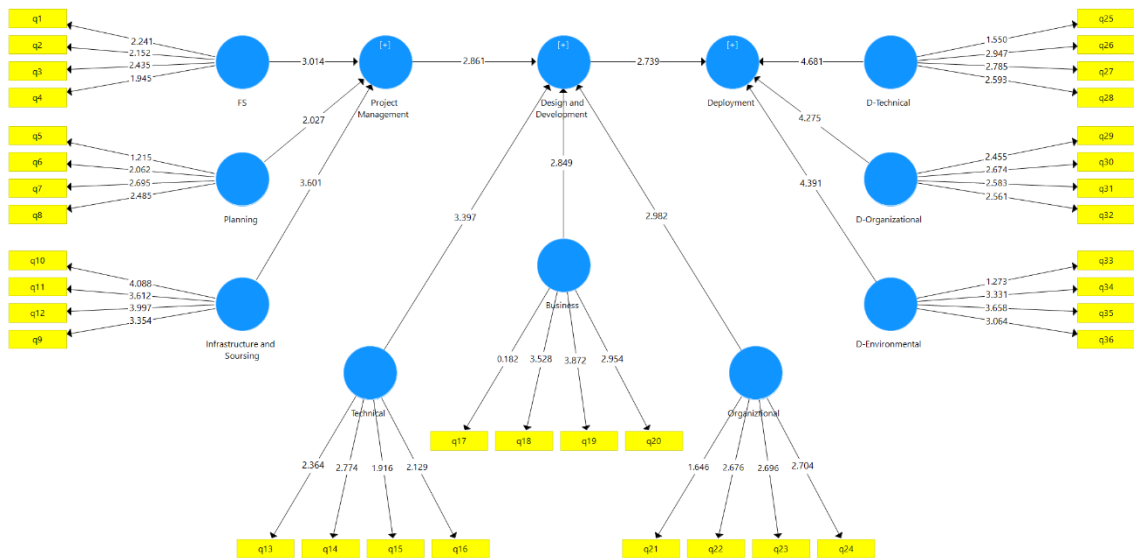 q1
q2
q3
q4
2.241
2.152
2.435
1.945
FS
3.014
[+]
Project
Management
2.861
[+]
Design and
Development
2.739
[+]
Deployment
4.681
D-Technical
1.550
2.947
2.785
2.593
q25
q26
q27
q28
q5
q6
q7
q8
1.215
2.062
2.695
2.485
Planning
2.027
4.275
D-Organizational
2.455
2.674
2.583
2.561
q29
q30
q31
q32
q10
q11
q12
q9
4.088
3.612
3.997
3.354
Infrastructure and
Soursing
3.601
3.397
2.849
2.982
4.391
D-Environmental
1.273
3.331
3.658
3.064
q33
q34
q35
q36
Business
0.182
3.528
3.872
2.954
q17
q18
q19
q20
Technical
2.364
2.774
1.916
2.129
q13
q14
q15
q16
Organiztional
1.646
2.676
2.696
2.704
q21
q22
q23
q24